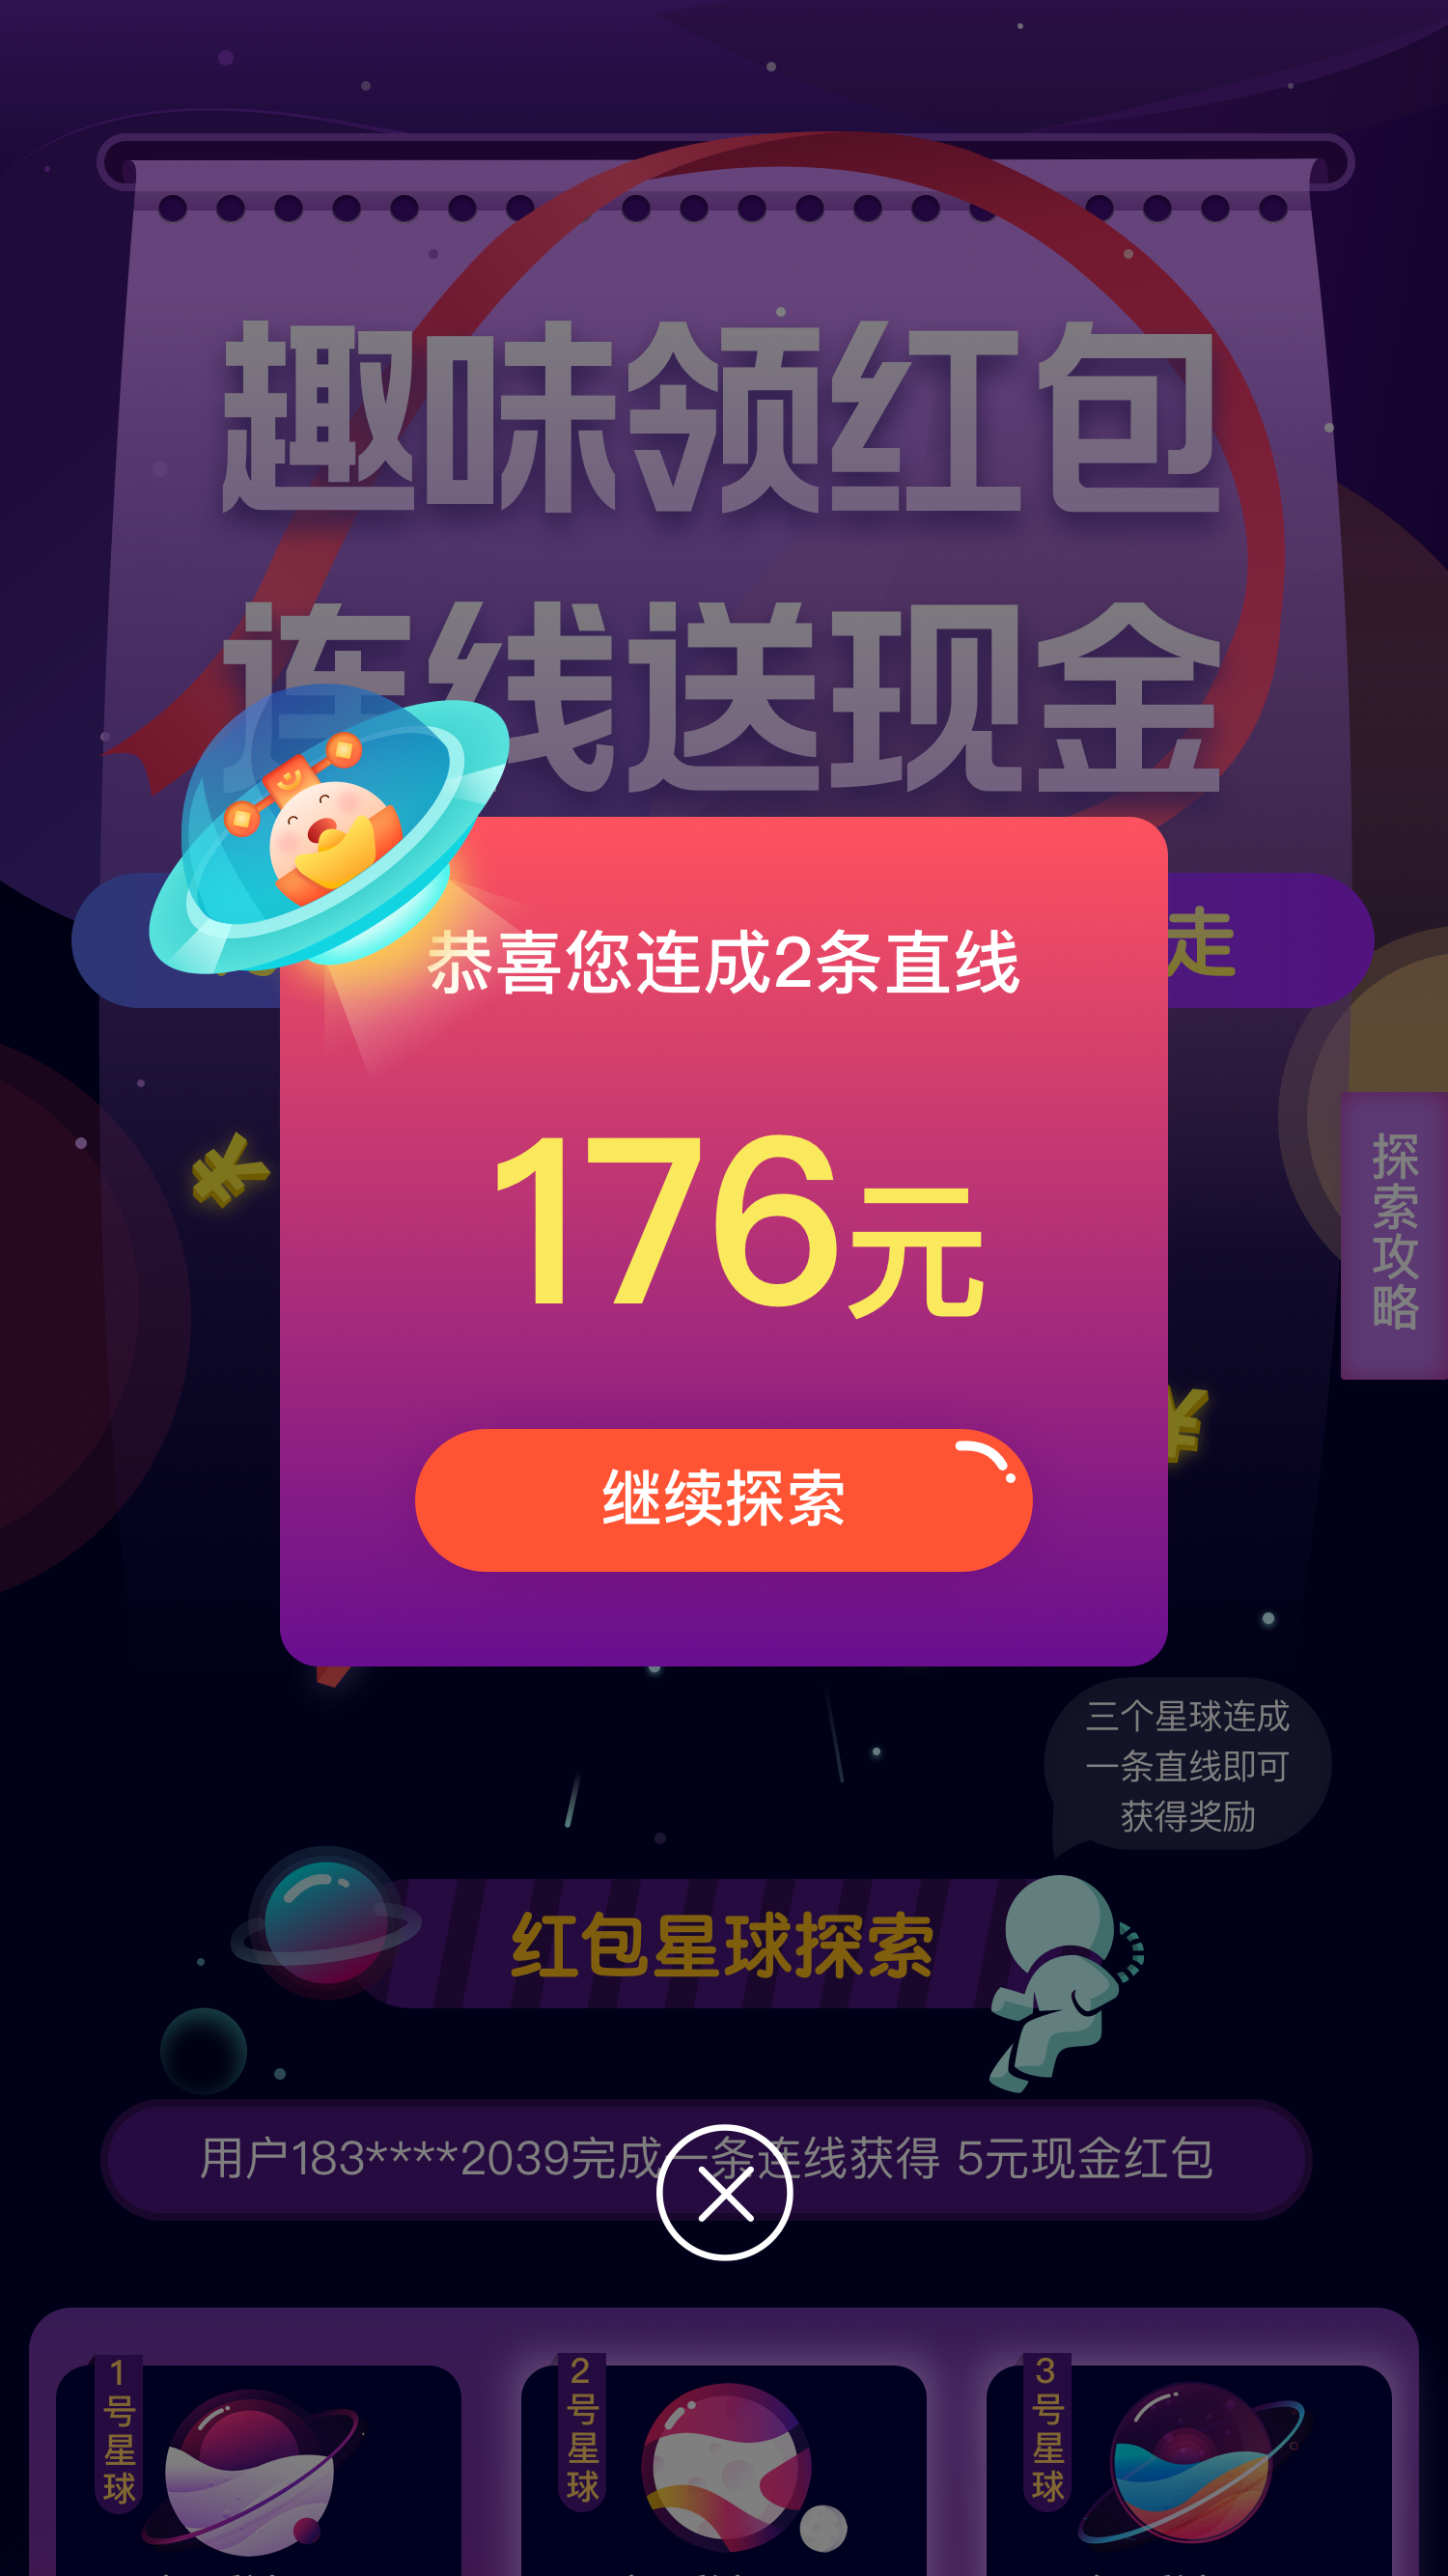 趣味领红包
连线送现金
走
恭喜您连成2条直线
176元
继续探索
探索攻略
三个星球连成
一条直线即可
获得奖励
红包星球探索
用户183****2039完成一条连线获得 5元现金红包
1号星球
2号星球
3号星球